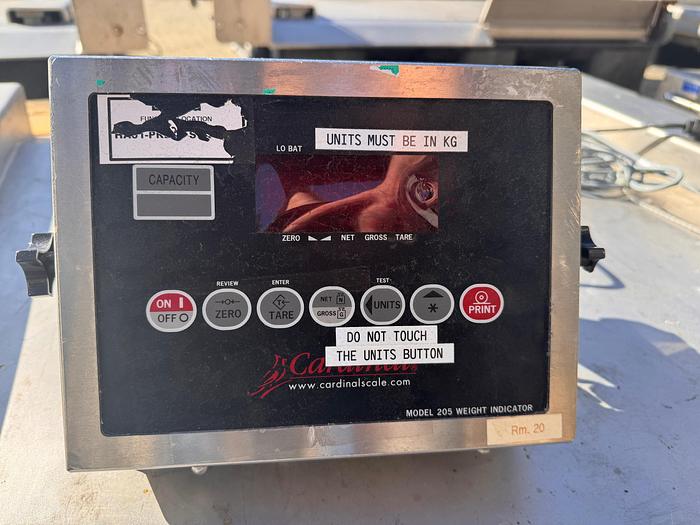 LO BAT
UNITS MUST BE IN KG
CAPACITY
ZERO NET GROSS TARE
REVIEW ENTER TEST
ON
OFF
ZERO
TARE
NET N
GROSS G
UNITS
*
PRINT
DO NOT TOUCH
THE UNITS BUTTON
www.cardinalscale.com
MODEL 205 WEIGHT INDICATOR
Rm. 20